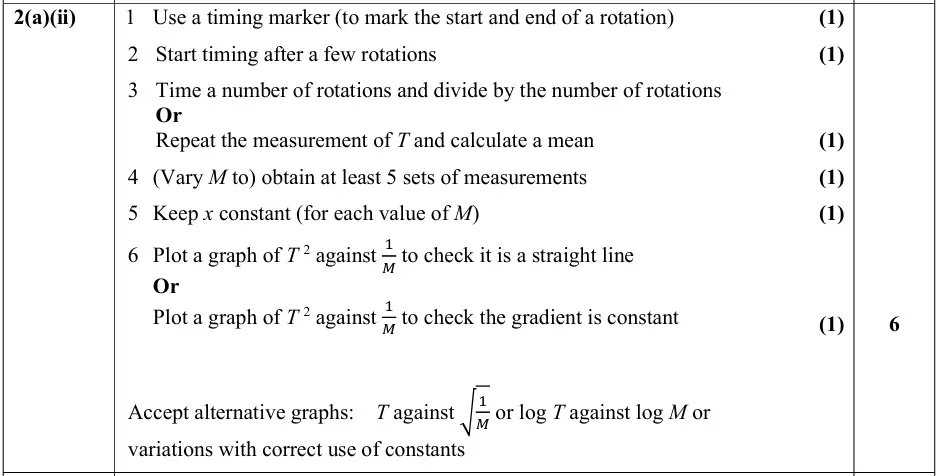 2(a)(ii) 1 Use a timing marker (to mark the start and end of a rotation) (1)
2 Start timing after a few rotations (1)
3 Time a number of rotations and divide by the number of rotations
Or
Repeat the measurement of T and calculate a mean (1)
4 (Vary M to) obtain at least 5 sets of measurements (1)
5 Keep x constant (for each value of M) (1)
6 Plot a graph of T² against 1/M to check it is a straight line
Or
Plot a graph of T² against 1/M to check the gradient is constant (1) 6
Accept alternative graphs: T against √(1/M) or log T against log M or
variations with correct use of constants